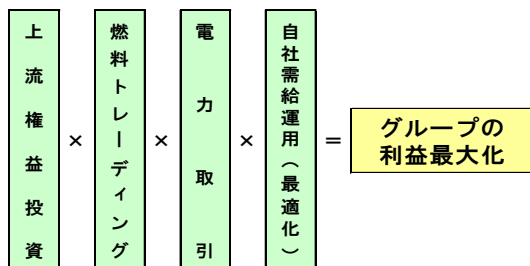 上流権益投資
×
燃料トレーディング
×
電力取引
×
自社需給運用（最適化）
＝
グループの
利益最大化